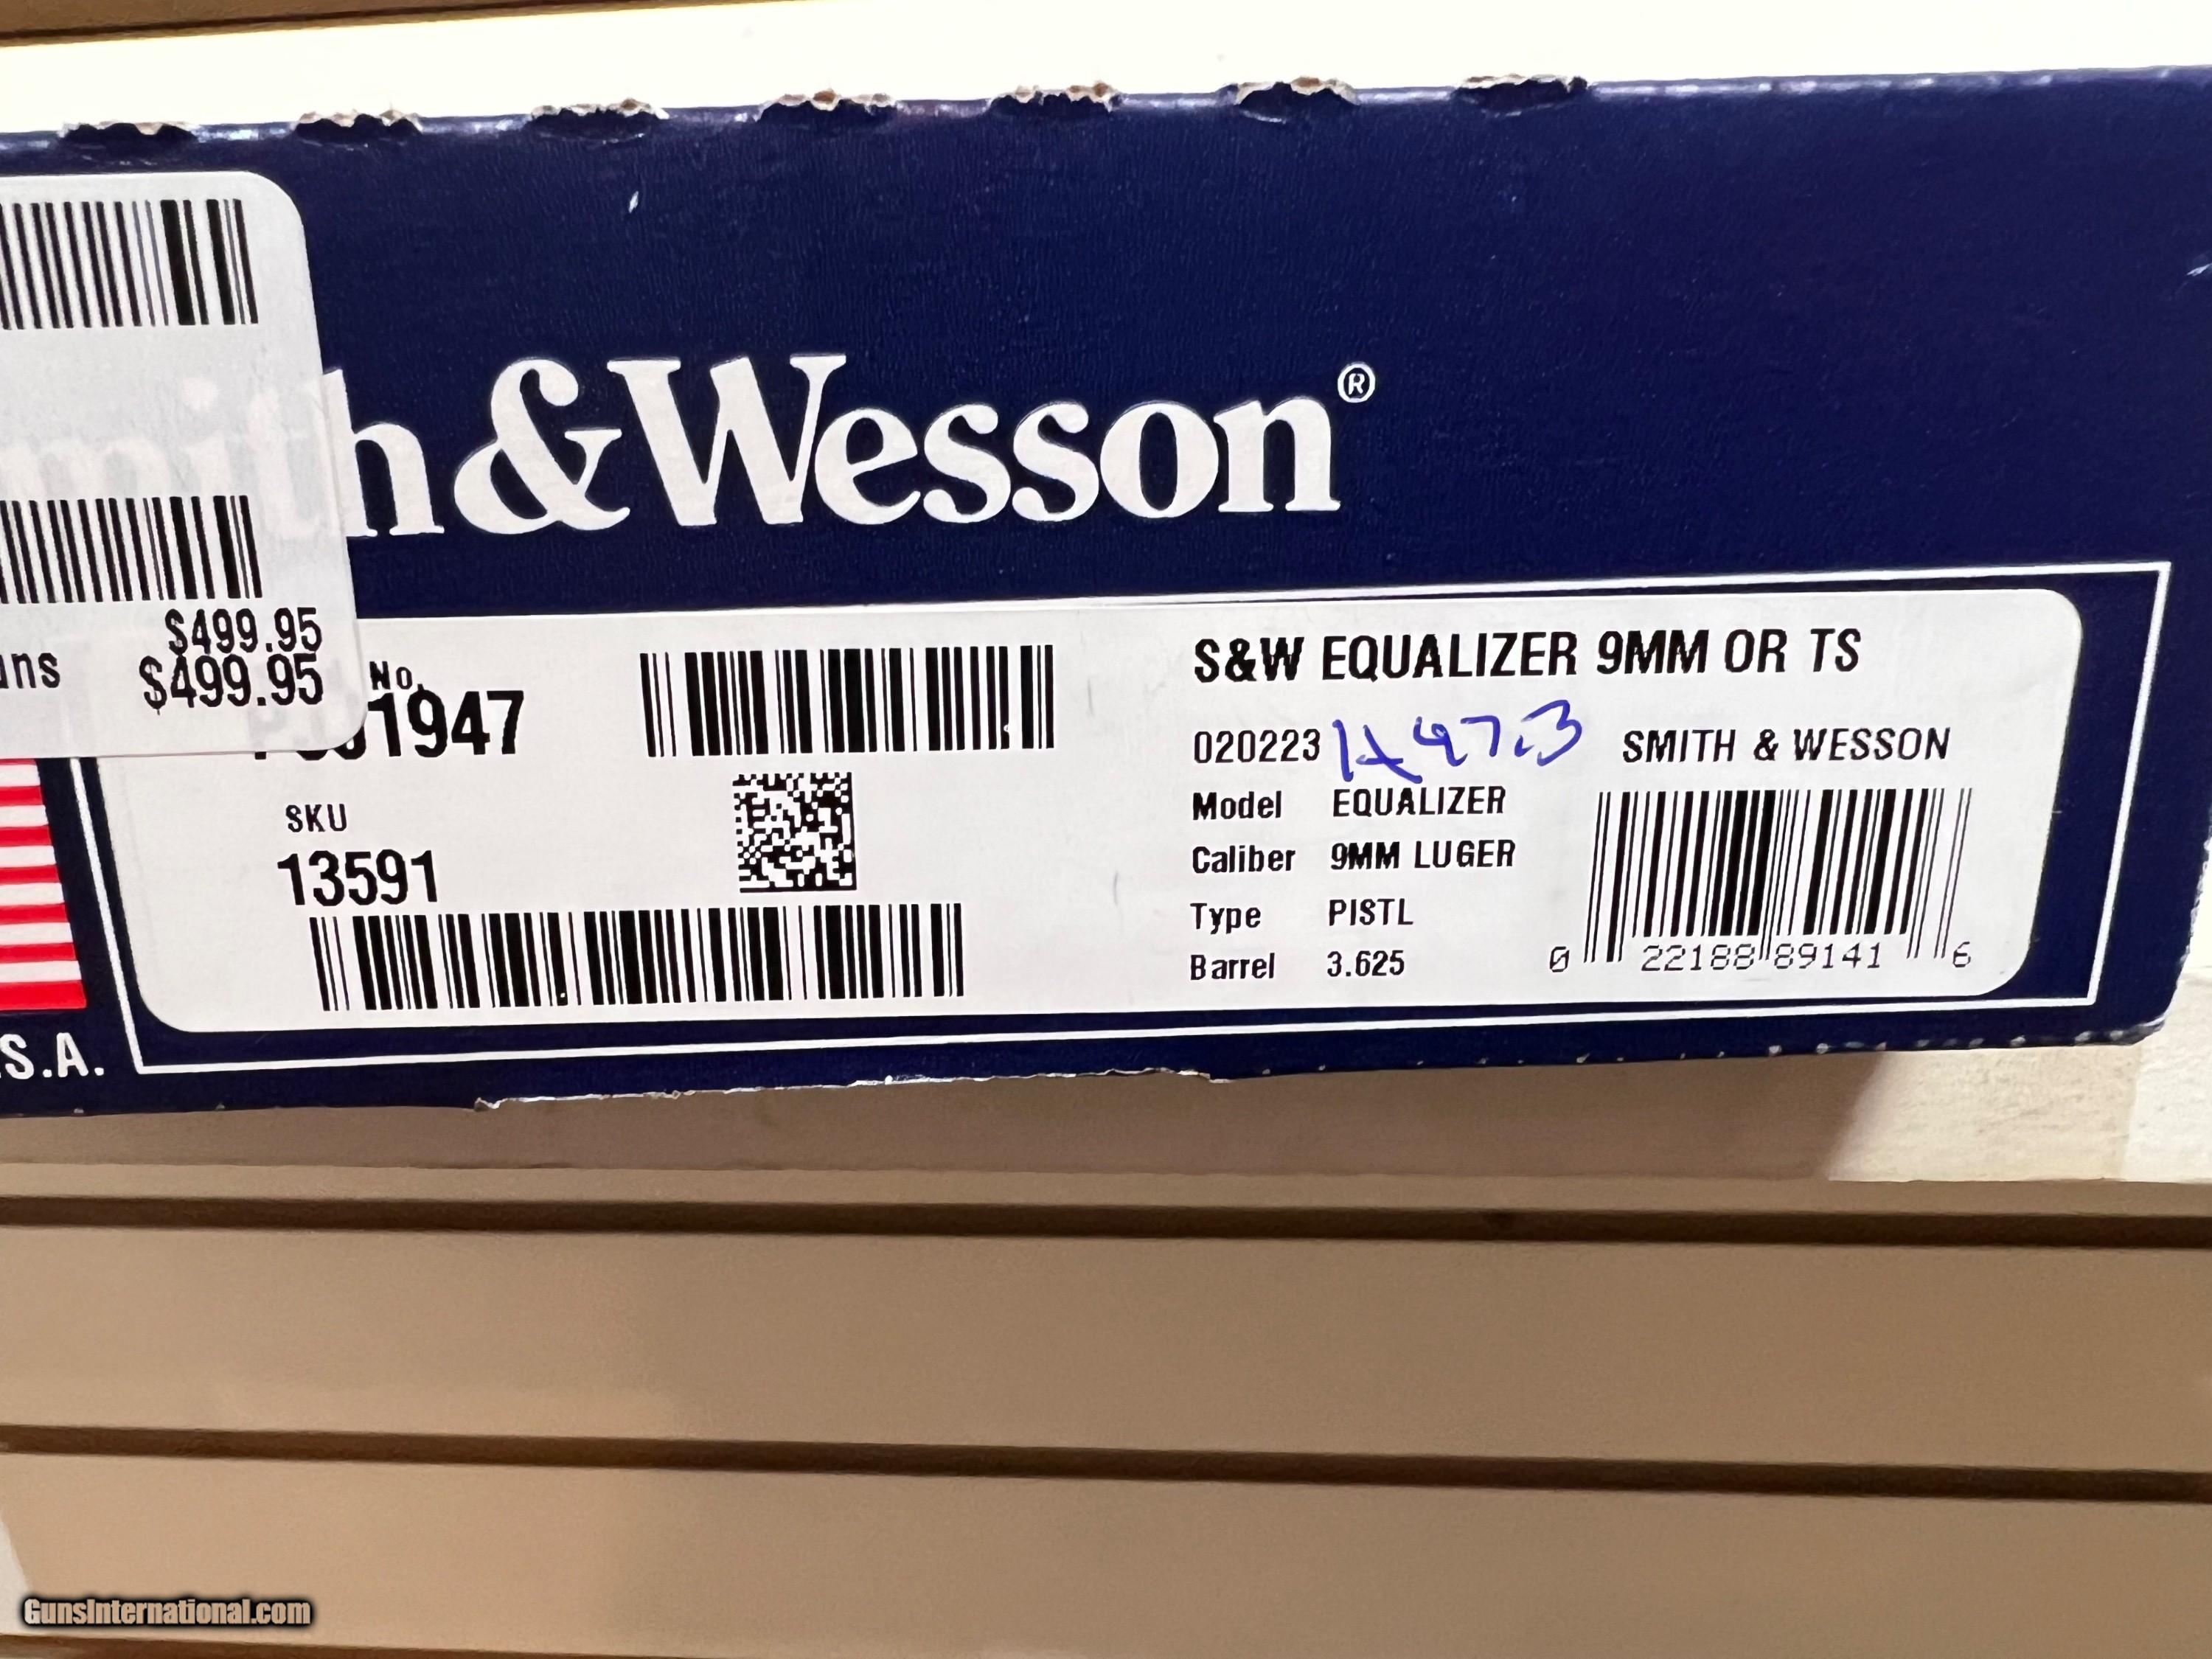 Smith & Wesson®
$499.95
$499.95
No.
1947
SKU
13591
S&W EQUALIZER 9MM OR TS
020223
SMITH & WESSON
Model EQUALIZER
Caliber 9MM LUGER
Type PISTL
Barrel 3.625
0 22188 89141 6
S.A.
GunsInternational.com